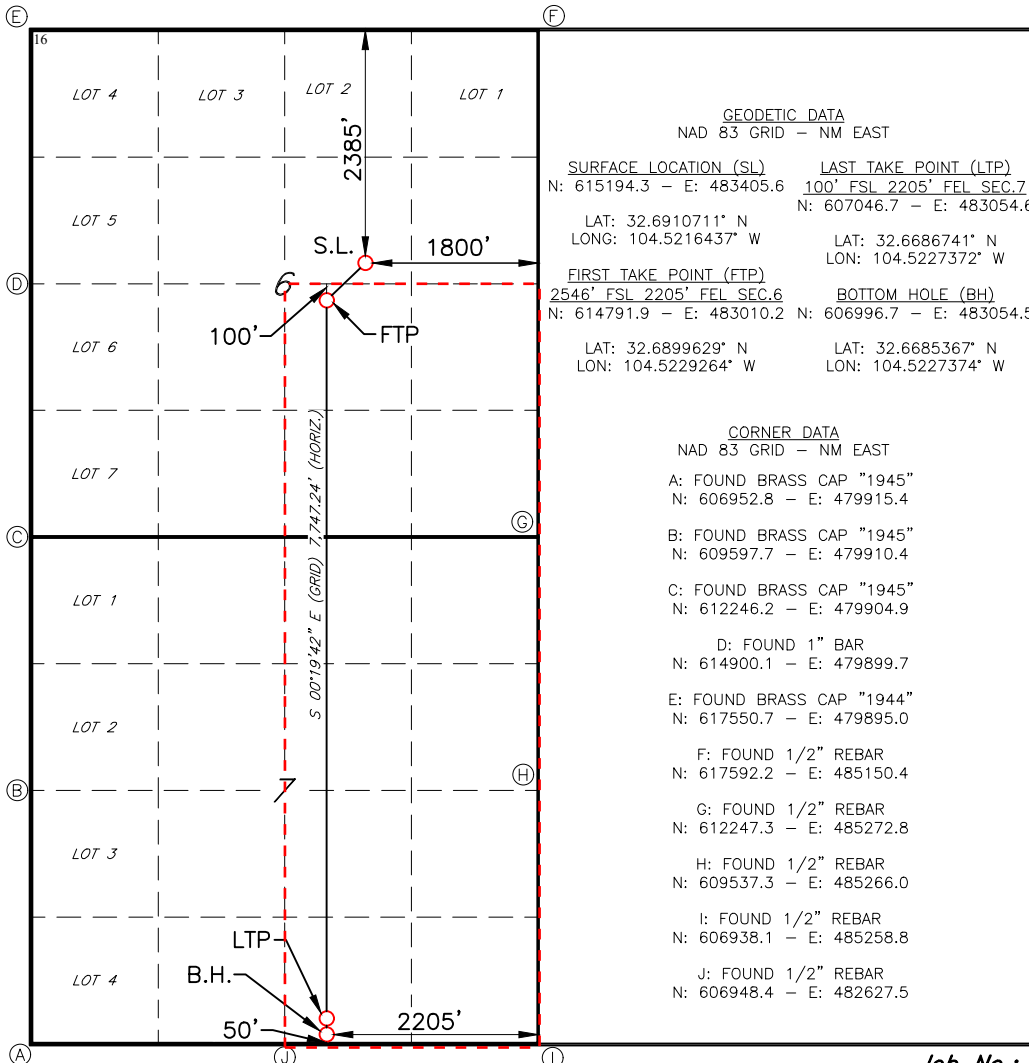 E
F
16
LOT 4
LOT 3
LOT 2
LOT 1
2385'
LOT 5
S.L.
1800'
D
6
100'
FTP
LOT 6
LOT 7
S 00°19'42" E (GRID) 7,747.24' (HORIZ.)
C
G
LOT 1
LOT 2
B
7
H
LOT 3
LTP
LOT 4
B.H.
50'
2205'
A
J
I
GEODETIC DATA
NAD 83 GRID – NM EAST
SURFACE LOCATION (SL)
N: 615194.3 – E: 483405.6
LAT: 32.6910711° N
LONG: 104.5216437° W
FIRST TAKE POINT (FTP)
2546' FSL 2205' FEL SEC.6
N: 614791.9 – E: 483010.2
LAT: 32.6899629° N
LON: 104.5229264° W
LAST TAKE POINT (LTP)
100' FSL 2205' FEL SEC.7
N: 607046.7 – E: 483054.6
LAT: 32.6686741° N
LON: 104.5227372° W
BOTTOM HOLE (BH)
N: 606996.7 – E: 483054.5
LAT: 32.6685367° N
LON: 104.5227374° W
CORNER DATA
NAD 83 GRID – NM EAST
A: FOUND BRASS CAP "1945"
N: 606952.8 – E: 479915.4
B: FOUND BRASS CAP "1945"
N: 609597.7 – E: 479910.4
C: FOUND BRASS CAP "1945"
N: 612246.2 – E: 479904.9
D: FOUND 1" BAR
N: 614900.1 – E: 479899.7
E: FOUND BRASS CAP "1944"
N: 617550.7 – E: 479895.0
F: FOUND 1/2" REBAR
N: 617592.2 – E: 485150.4
G: FOUND 1/2" REBAR
N: 612247.3 – E: 485272.8
H: FOUND 1/2" REBAR
N: 609537.3 – E: 485266.0
I: FOUND 1/2" REBAR
N: 606938.1 – E: 485258.8
J: FOUND 1/2" REBAR
N: 606948.4 – E: 482627.5